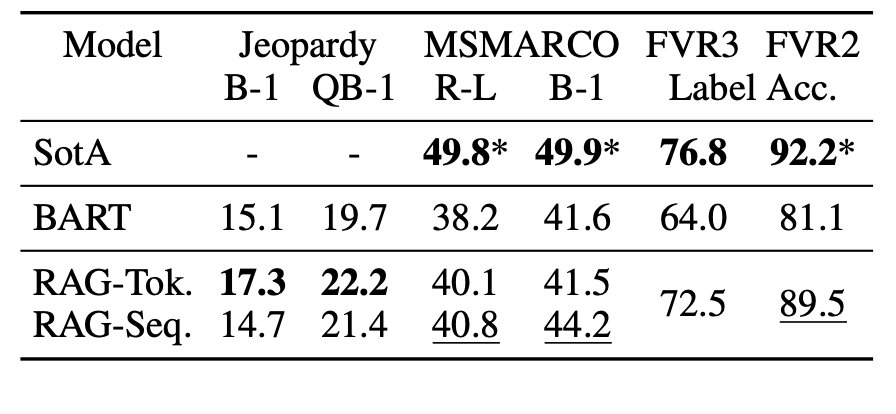 Model Jeopardy MSMARCO FVR3 FVR2
B-1 QB-1 R-L B-1 Label Acc.
SotA - - 49.8* 49.9* 76.8 92.2*
BART 15.1 19.7 38.2 41.6 64.0 81.1
RAG-Tok. 17.3 22.2 40.1 41.5
72.5 89.5
RAG-Seq. 14.7 21.4 40.8 44.2